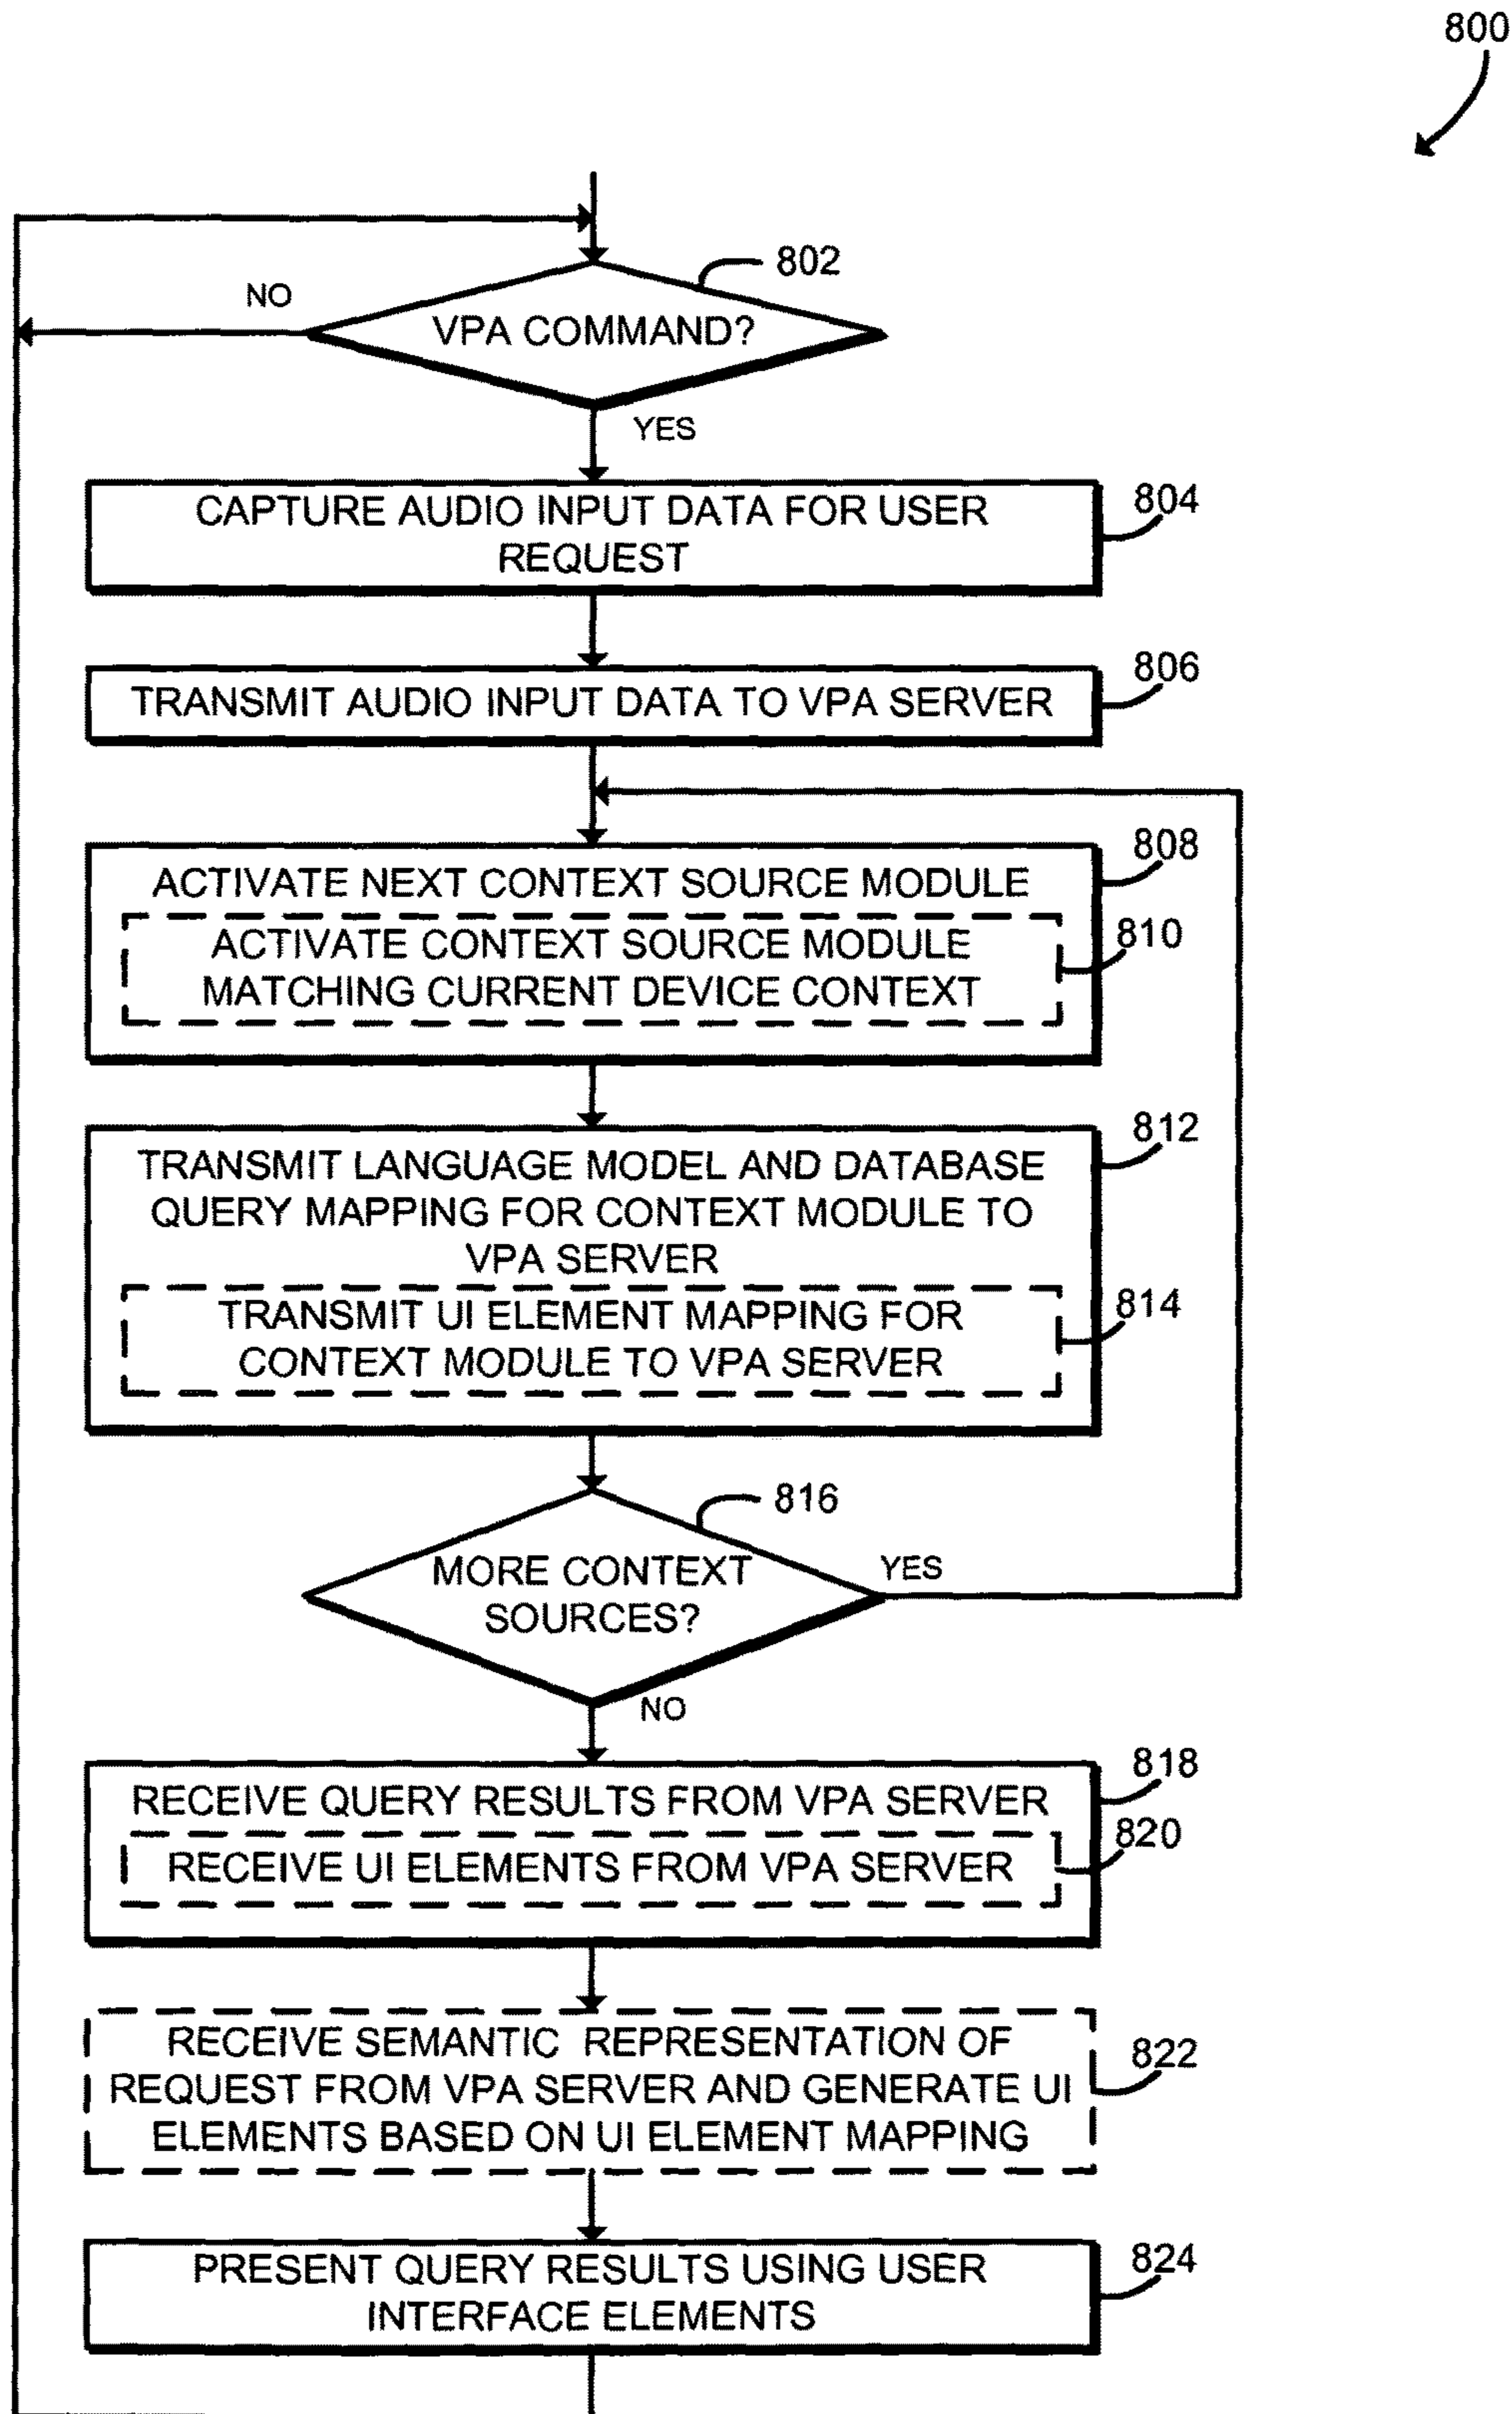 800
802
NO
VPA COMMAND?
YES
CAPTURE AUDIO INPUT DATA FOR USER
REQUEST
804
TRANSMIT AUDIO INPUT DATA TO VPA SERVER
806
ACTIVATE NEXT CONTEXT SOURCE MODULE
808
ACTIVATE CONTEXT SOURCE MODULE
MATCHING CURRENT DEVICE CONTEXT
810
TRANSMIT LANGUAGE MODEL AND DATABASE
QUERY MAPPING FOR CONTEXT MODULE TO
VPA SERVER
812
TRANSMIT UI ELEMENT MAPPING FOR
CONTEXT MODULE TO VPA SERVER
814
816
MORE CONTEXT
SOURCES?
YES
NO
RECEIVE QUERY RESULTS FROM VPA SERVER
818
RECEIVE UI ELEMENTS FROM VPA SERVER
820
RECEIVE SEMANTIC REPRESENTATION OF
REQUEST FROM VPA SERVER AND GENERATE UI
ELEMENTS BASED ON UI ELEMENT MAPPING
822
PRESENT QUERY RESULTS USING USER
INTERFACE ELEMENTS
824